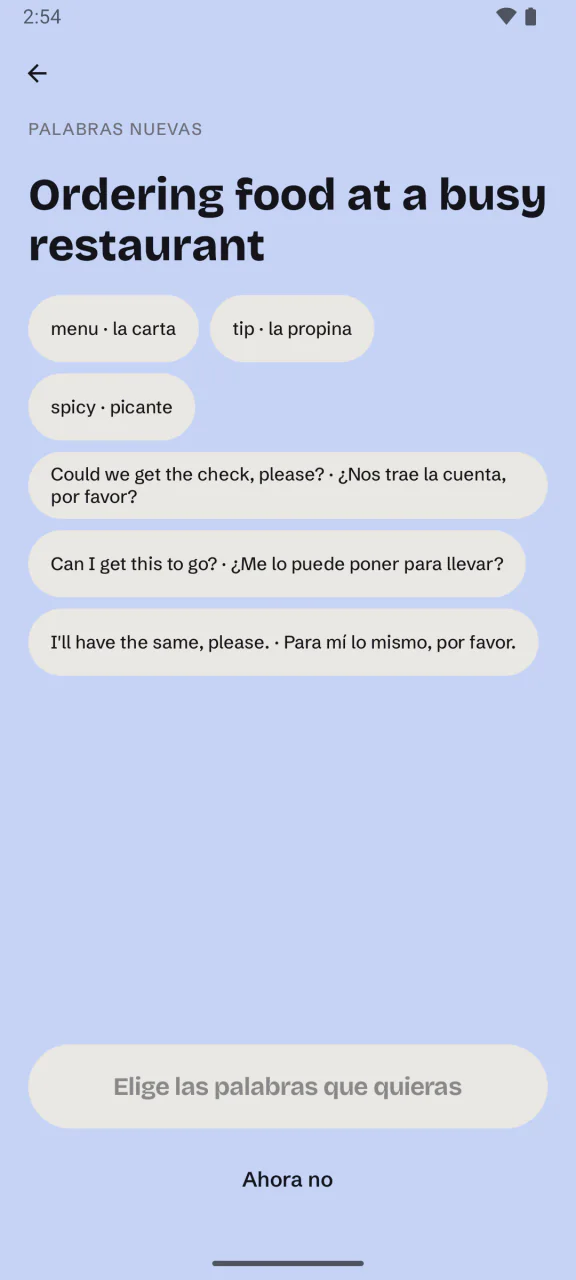 2:54
PALABRAS NUEVAS
Ordering food at a busy
restaurant
menu · la carta
tip · la propina
spicy · picante
Could we get the check, please? · ¿Nos trae la cuenta,
por favor?
Can I get this to go? · ¿Me lo puede poner para llevar?
I'll have the same, please. · Para mí lo mismo, por favor.
Elige las palabras que quieras
Ahora no